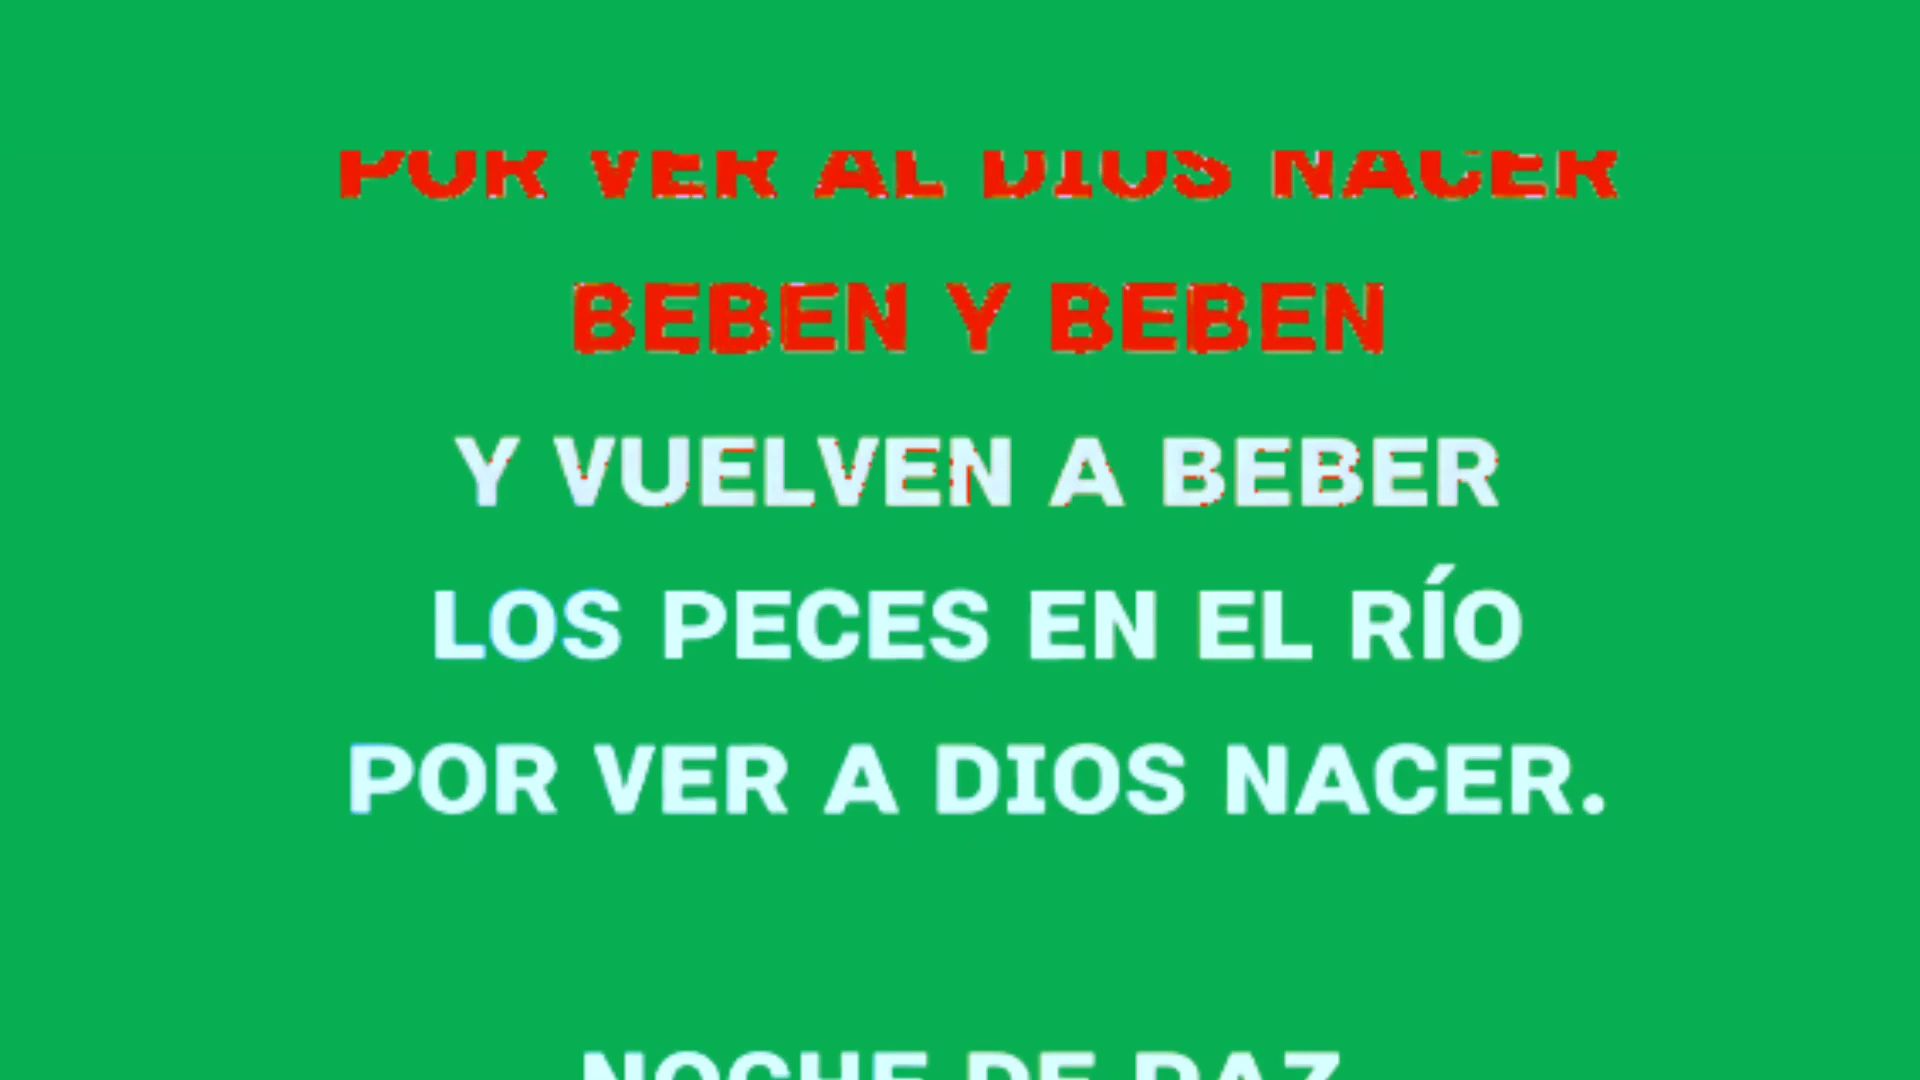 POR VER AL DIOS NACER
BEBEN Y BEBEN
Y VUELVEN A BEBER
LOS PECES EN EL RÍO
POR VER A DIOS NACER.
NOCHE DE PAZ